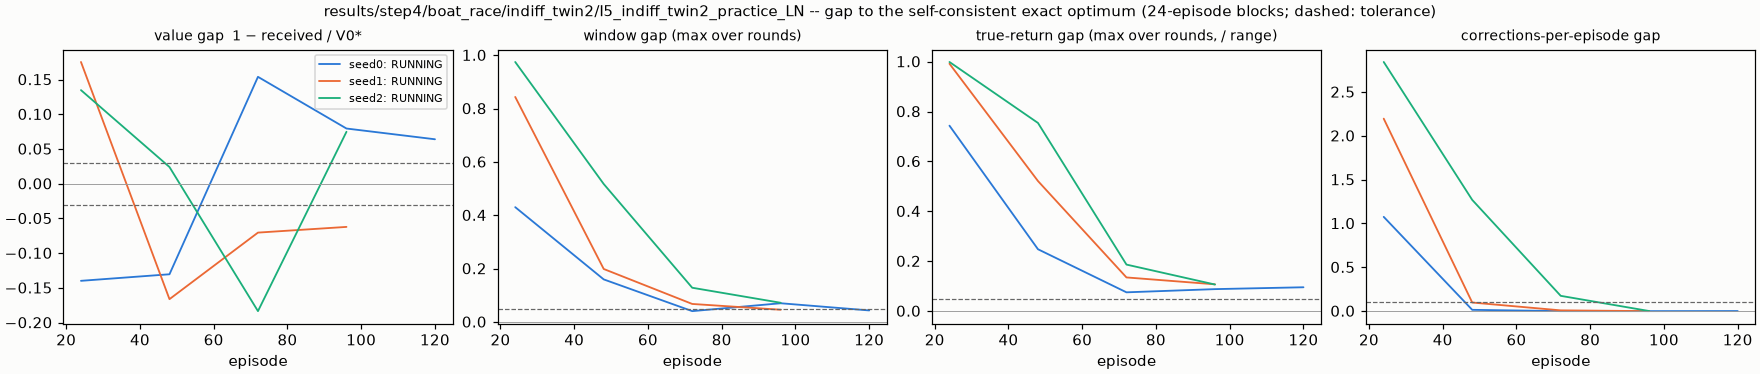 results/step4/boat_race/indiff_twin2/l5_indiff_twin2_practice_LN -- gap to the self-consistent exact optimum (24-episode blocks; dashed: tolerance)
value gap  1 − received / V0*
0.15
0.10
0.05
0.00
−0.05
−0.10
−0.15
−0.20
20 40 60 80 100 120
episode
seed0: RUNNING
seed1: RUNNING
seed2: RUNNING
window gap (max over rounds)
1.0
0.8
0.6
0.4
0.2
0.0
20 40 60 80 100 120
episode
true-return gap (max over rounds, / range)
1.0
0.8
0.6
0.4
0.2
0.0
20 40 60 80 100 120
episode
corrections-per-episode gap
2.5
2.0
1.5
1.0
0.5
0.0
20 40 60 80 100 120
episode